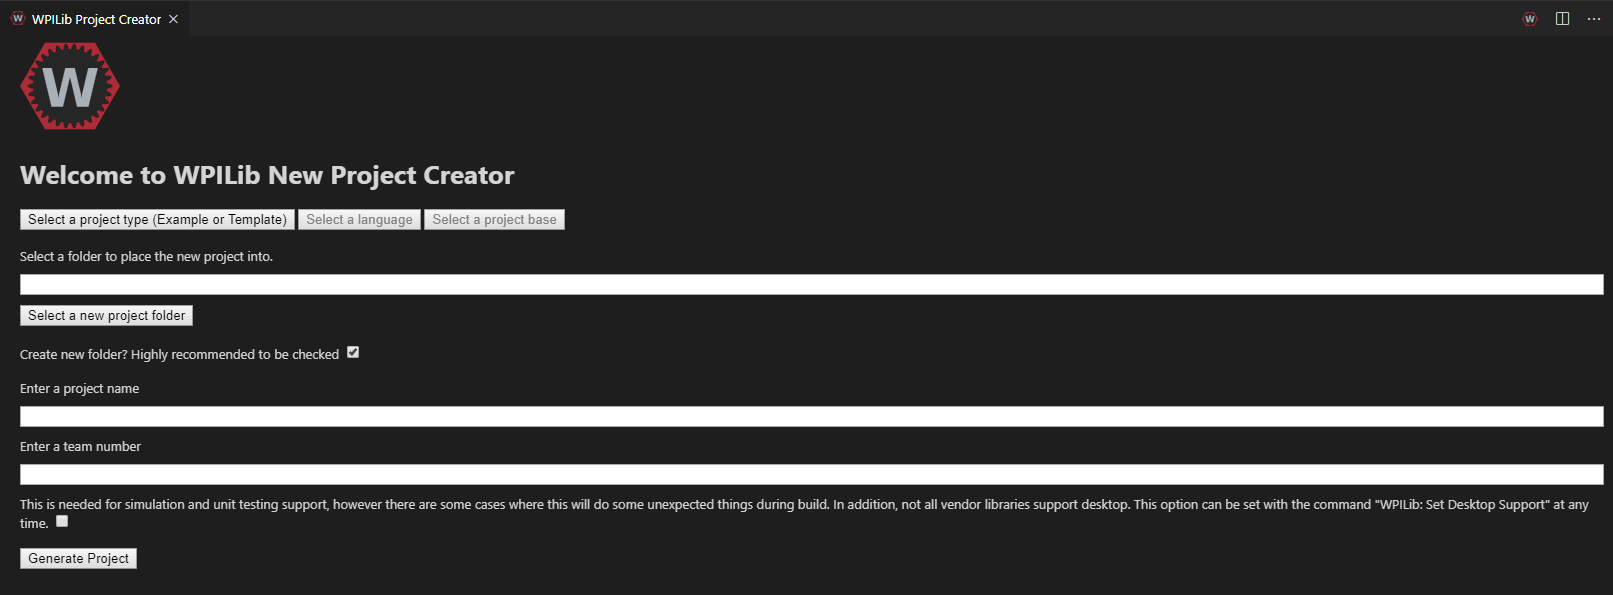 W WPILib Project Creator
W
W
Welcome to WPILib New Project Creator
Select a project type (Example or Template) Select a language Select a project base
Select a folder to place the new project into.
Select a new project folder
Create new folder? Highly recommended to be checked
Enter a project name
Enter a team number
This is needed for simulation and unit testing support, however there are some cases where this will do some unexpected things during build. In addition, not all vendor libraries support desktop. This option can be set with the command "WPILib: Set Desktop Support" at any
time.
Generate Project